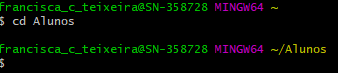 francisca_c_teixeira@SN-358728 MINGW64 ~
$ cd Alunos
francisca_c_teixeira@SN-358728 MINGW64 ~/Alunos
$